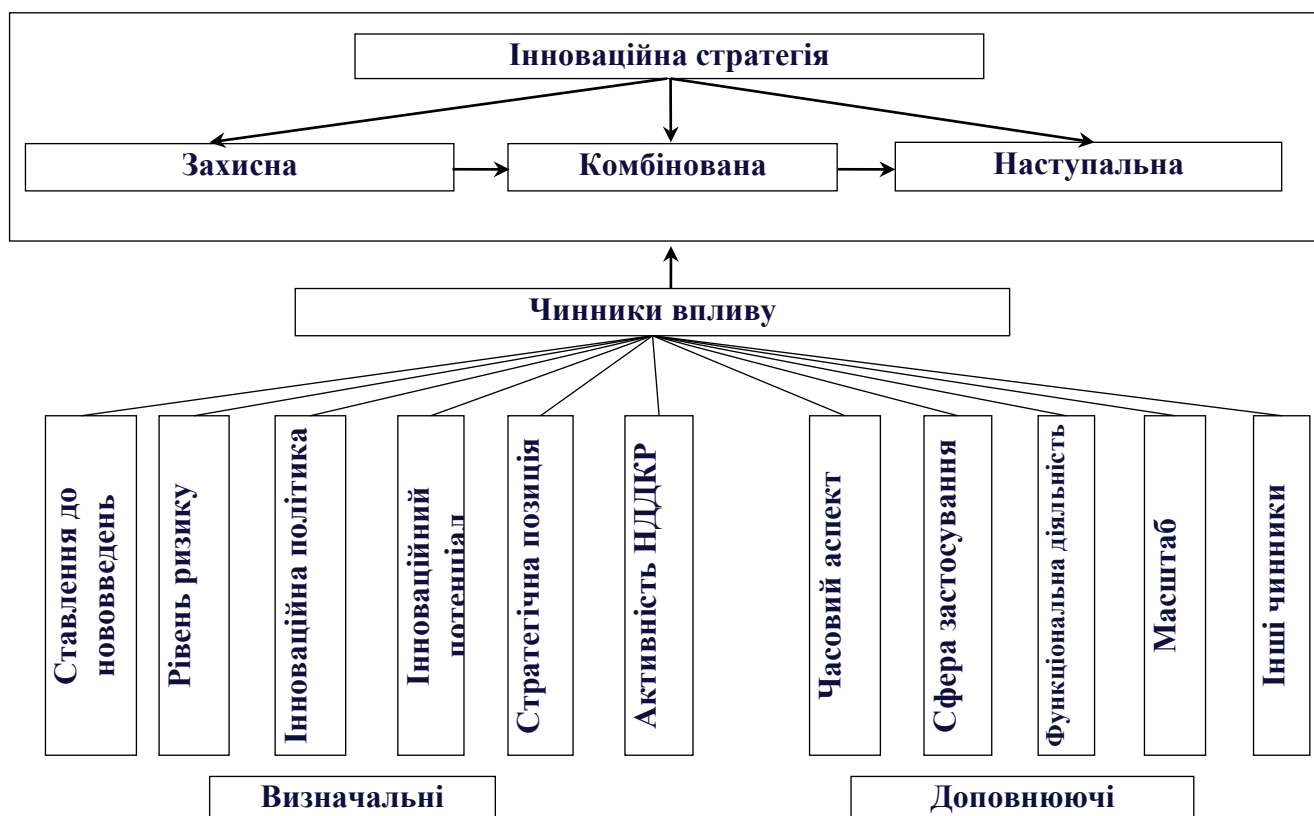 Інноваційна стратегія
Захисна
Комбінована
Наступальна
Чинники впливу
Ставлення до
нововведень
Рівень ризику
Інноваційна політика
Інноваційний
потенціал
Стратегічна позиція
Активність НДДКР
Часовий аспект
Сфера застосування
Функціональна діяльність
Масштаб
Інші чинники
Визначальні
Доповнюючі